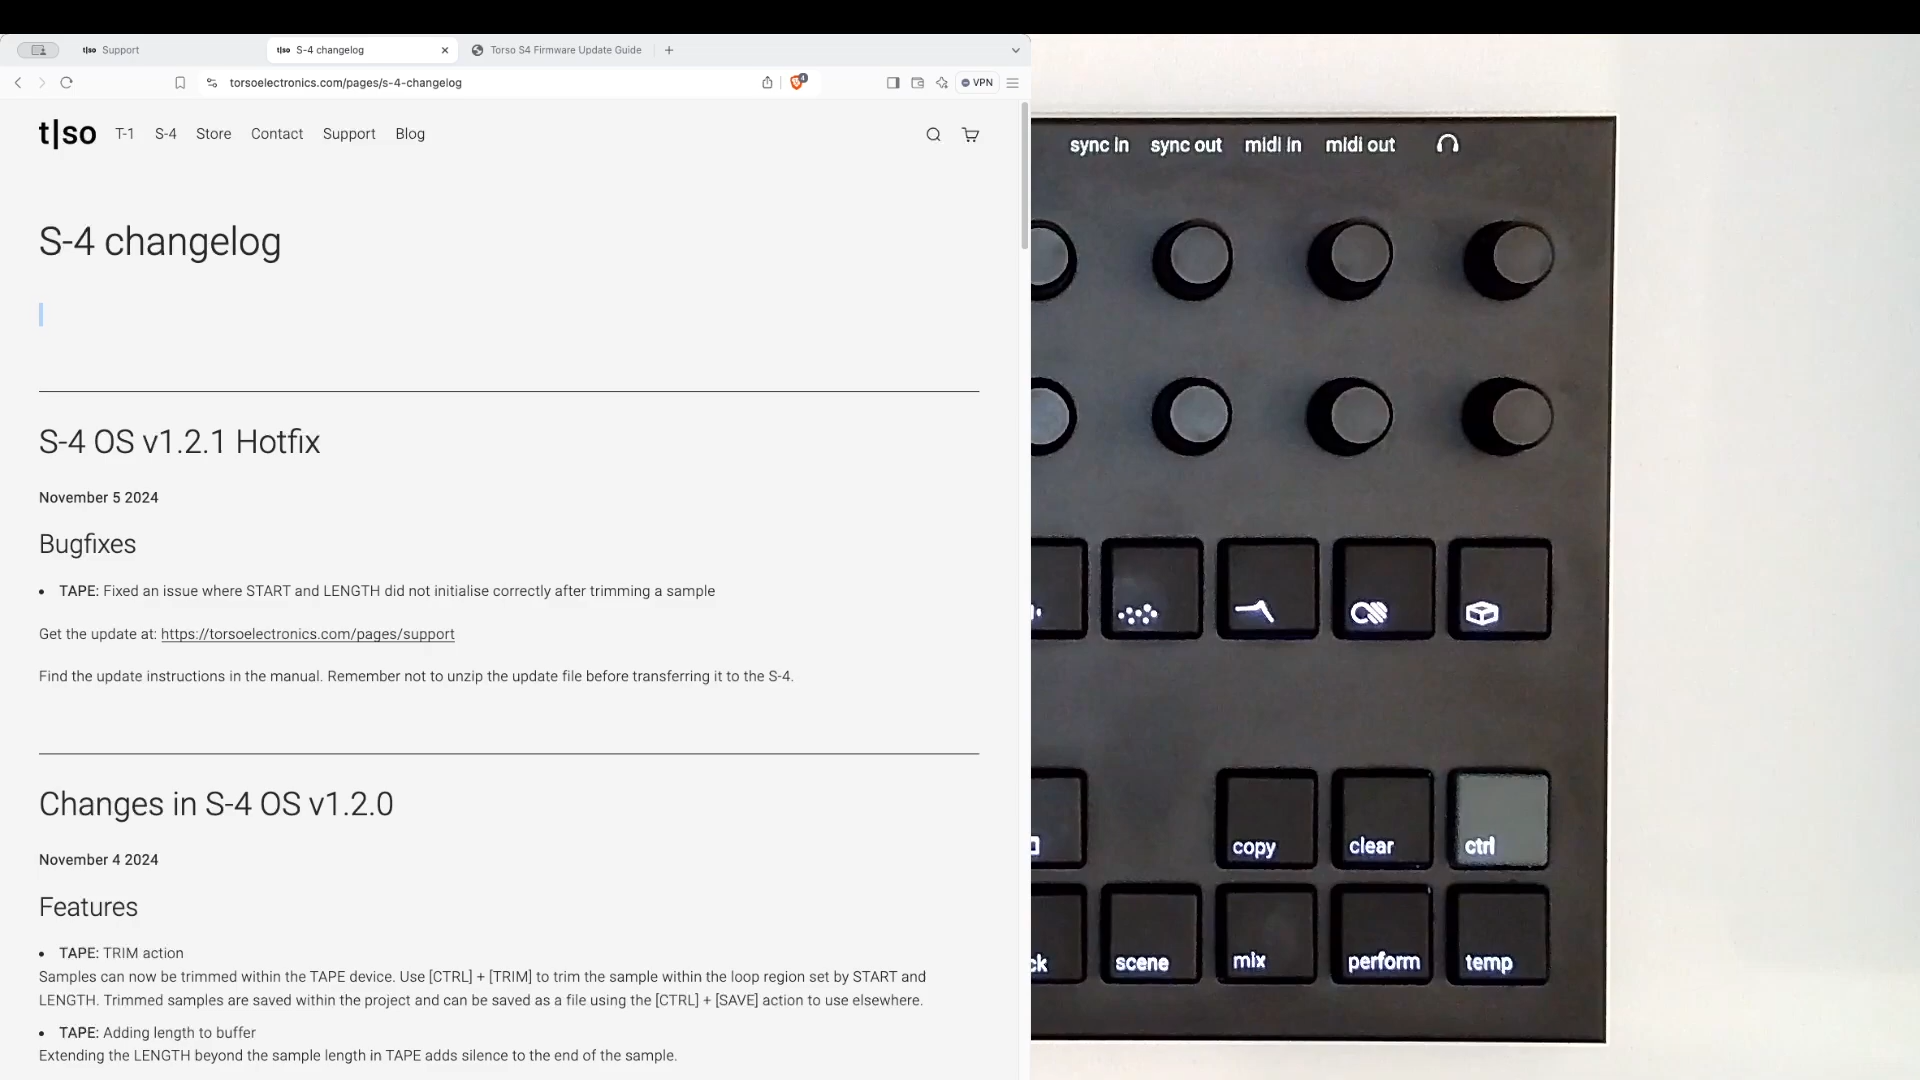 t|so Support
t|so S-4 changelog
Torso S4 Firmware Update Guide
torsoelectronics.com/pages/s-4-changelog
4
VPN
t|so T-1 S-4 Store Contact Support Blog
S-4 changelog
S-4 OS v1.2.1 Hotfix
November 5 2024
Bugfixes
• TAPE: Fixed an issue where START and LENGTH did not initialise correctly after trimming a sample
Get the update at: https://torsoelectronics.com/pages/support
Find the update instructions in the manual. Remember not to unzip the update file before transferring it to the S-4.
Changes in S-4 OS v1.2.0
November 4 2024
Features
• TAPE: TRIM action
Samples can now be trimmed within the TAPE device. Use [CTRL] + [TRIM] to trim the sample within the loop region set by START and
LENGTH. Trimmed samples are saved within the project and can be saved as a file using the [CTRL] + [SAVE] action to use elsewhere.
• TAPE: Adding length to buffer
Extending the LENGTH beyond the sample length in TAPE adds silence to the end of the sample.
sync in sync out midi in midi out
copy clear ctrl
ck scene mix perform temp